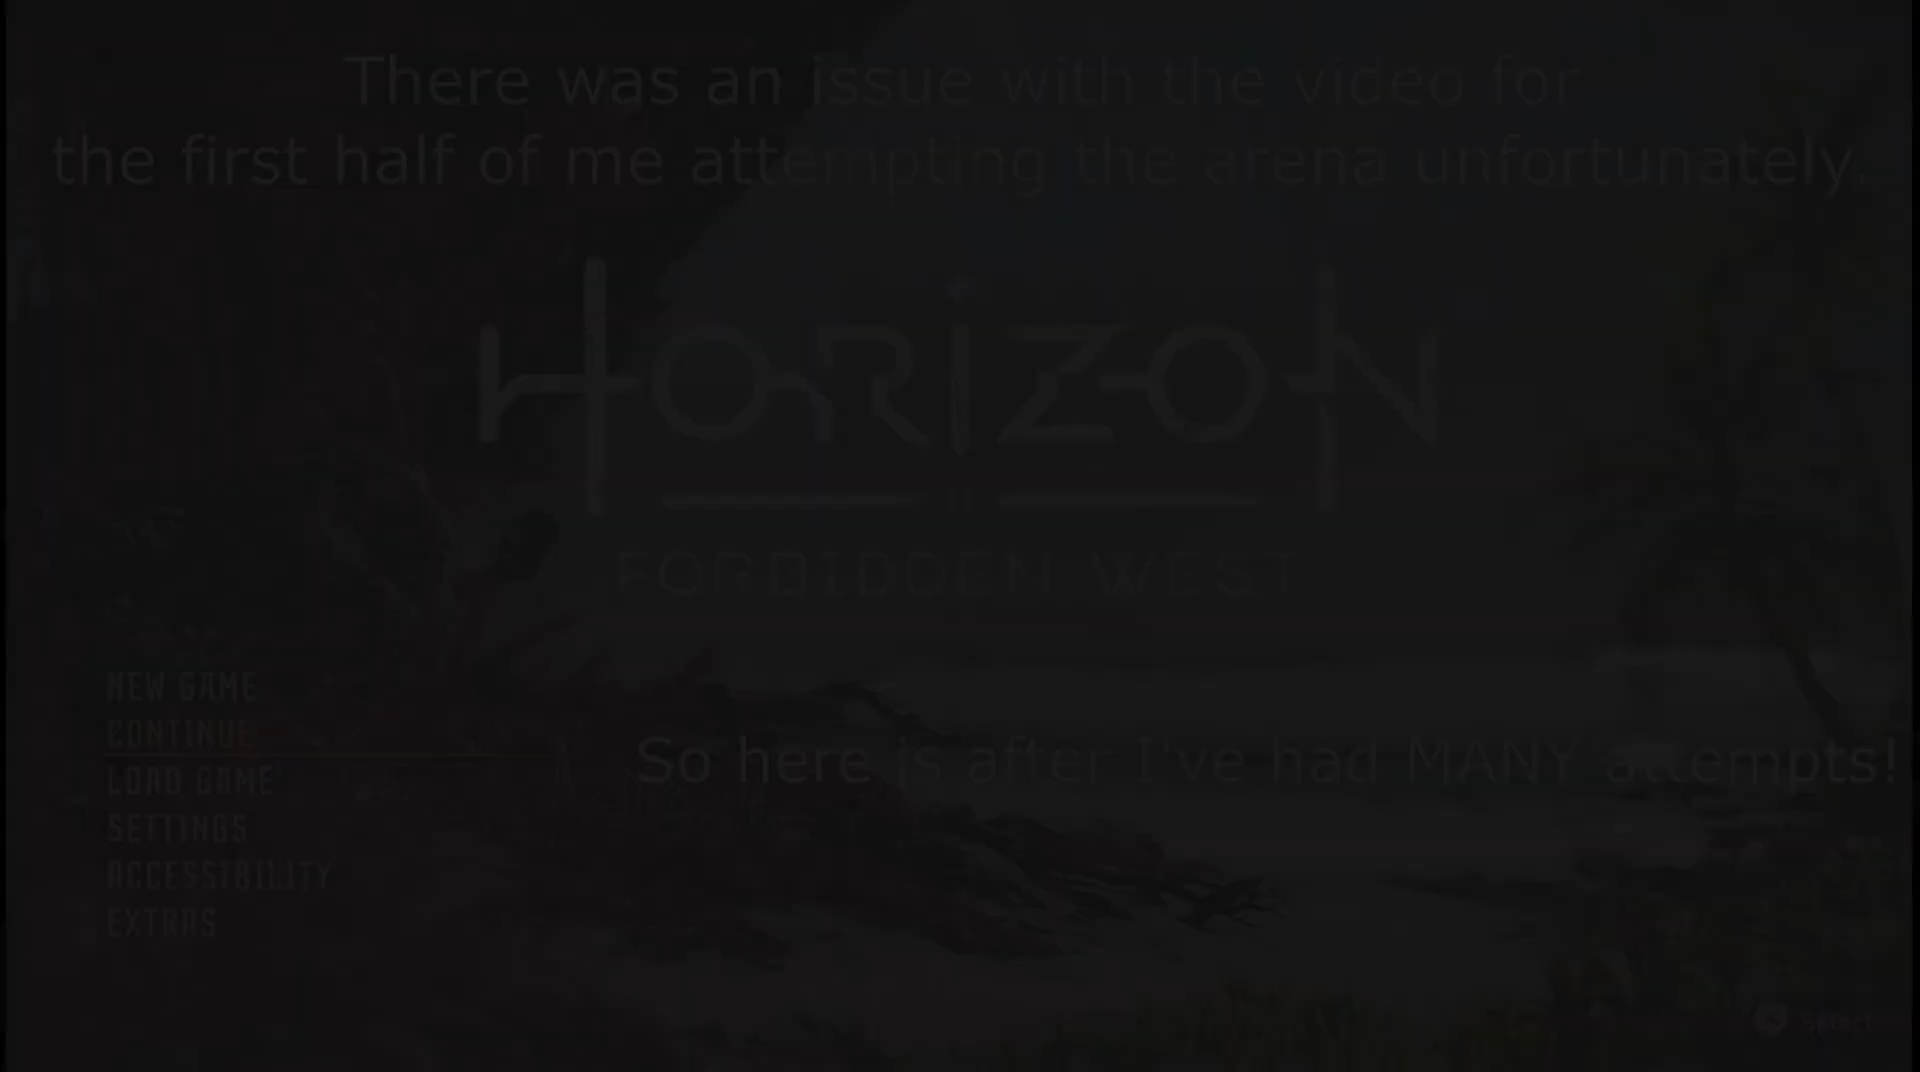 There was an issue with the video for
the first half of me attempting the arena unfortunately.
HORIZON
FORBIDDEN WEST
NEW GAME
CONTINUE
LOAD GAME
SETTINGS
ACCESSIBILITY
EXTRAS
So here is after I've had MANY attempts!
Select